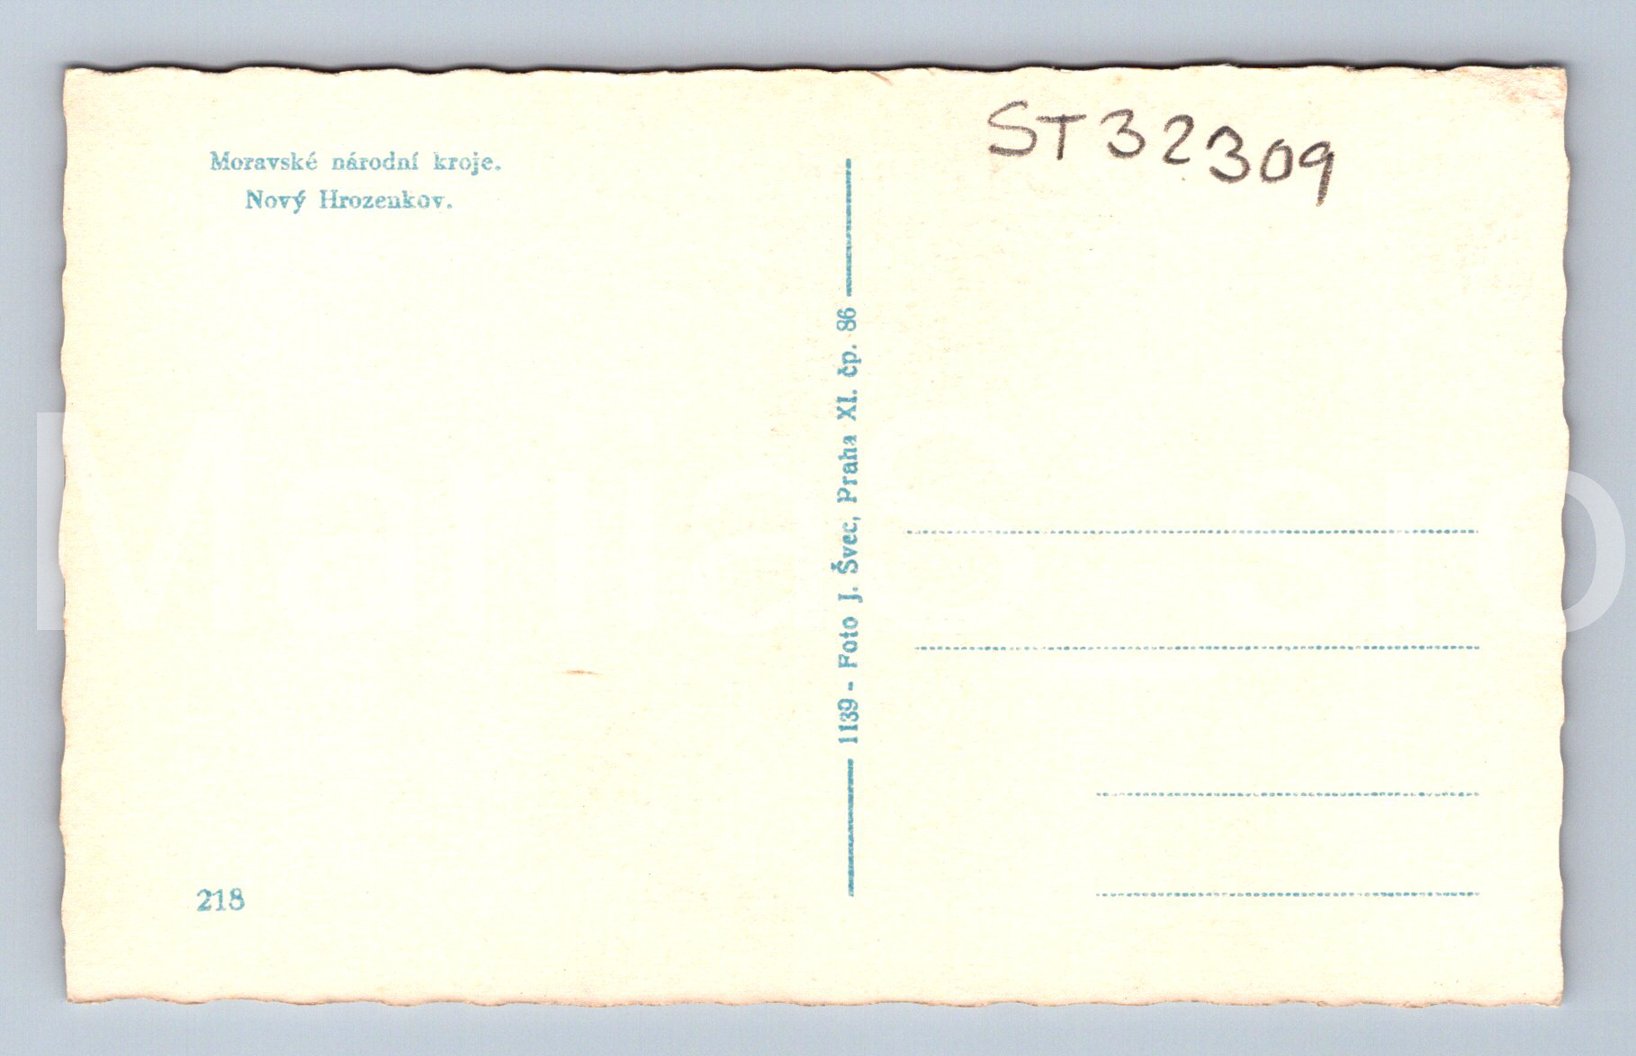 Moravské národní kroje.
Nový Hrozenkov.
ST32309
1139 - Foto J. Švec, Praha XI. čp. 86
218